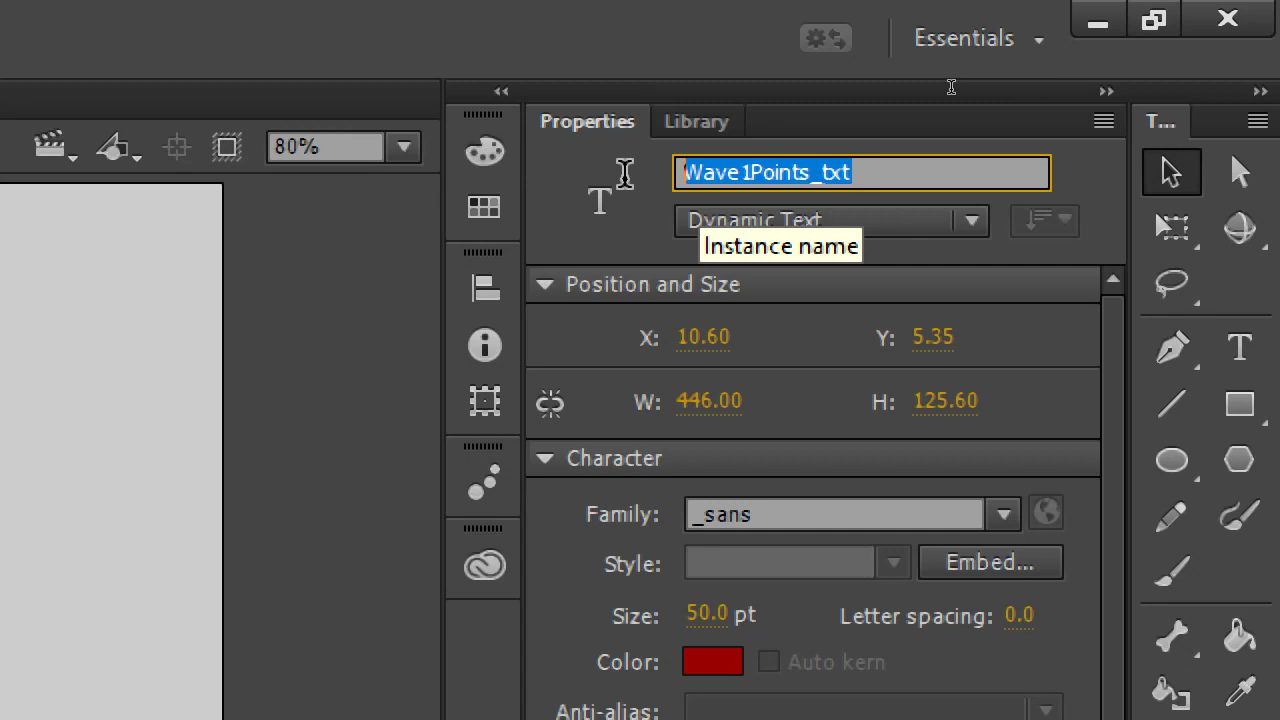 Essentials
80%
Properties
Library
T...
T
Wave1Points_txt
Dynamic Text
Instance name
Position and Size
X: 10.60
Y: 5.35
W: 446.00
H: 125.60
Character
Family: _sans
Style:
Embed...
Size: 50.0 pt
Letter spacing: 0.0
Color:
Auto kern
Anti-alias: